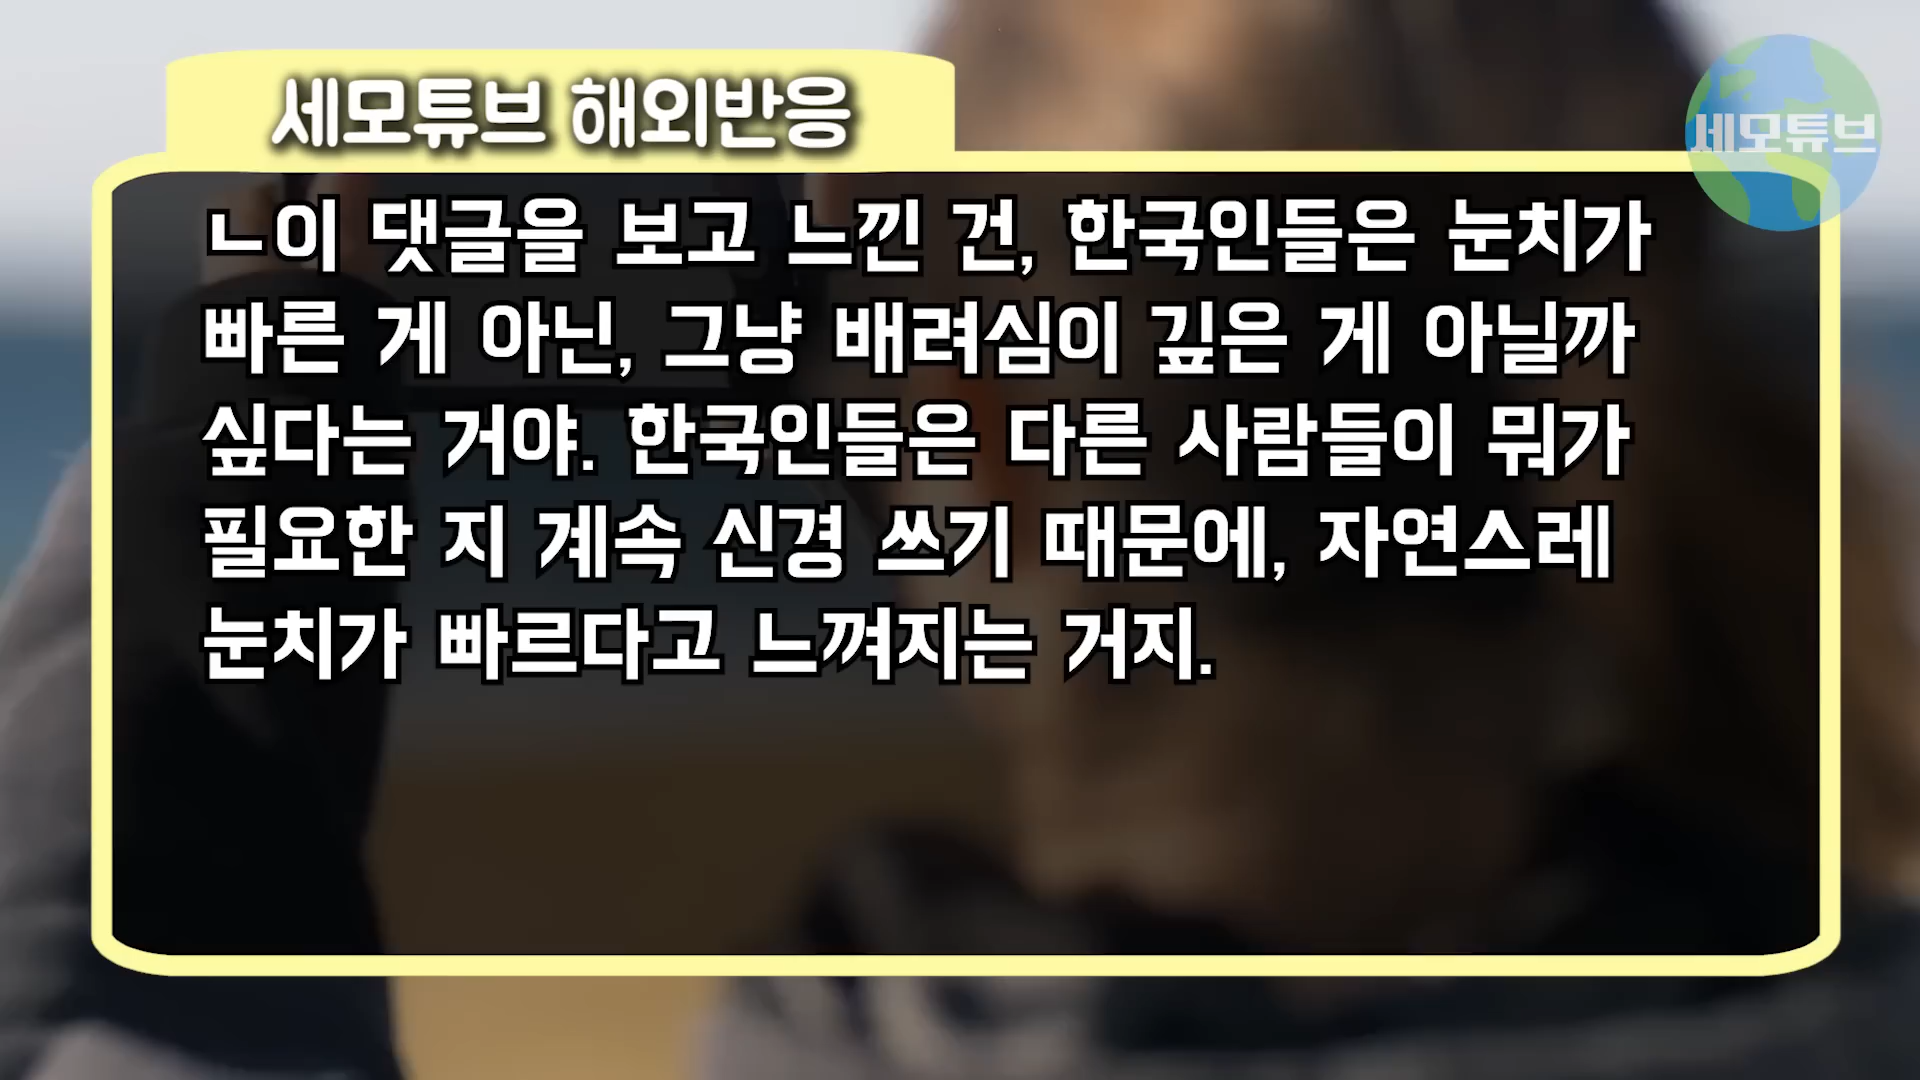 세모튜브 해외반응
세모튜브
ㄴ이 댓글을 보고 느낀 건, 한국인들은 눈치가
빠른 게 아닌, 그냥 배려심이 깊은 게 아닐까
싶다는 거야. 한국인들은 다른 사람들이 뭐가
필요한 지 계속 신경 쓰기 때문에, 자연스레
눈치가 빠르다고 느껴지는 거지.